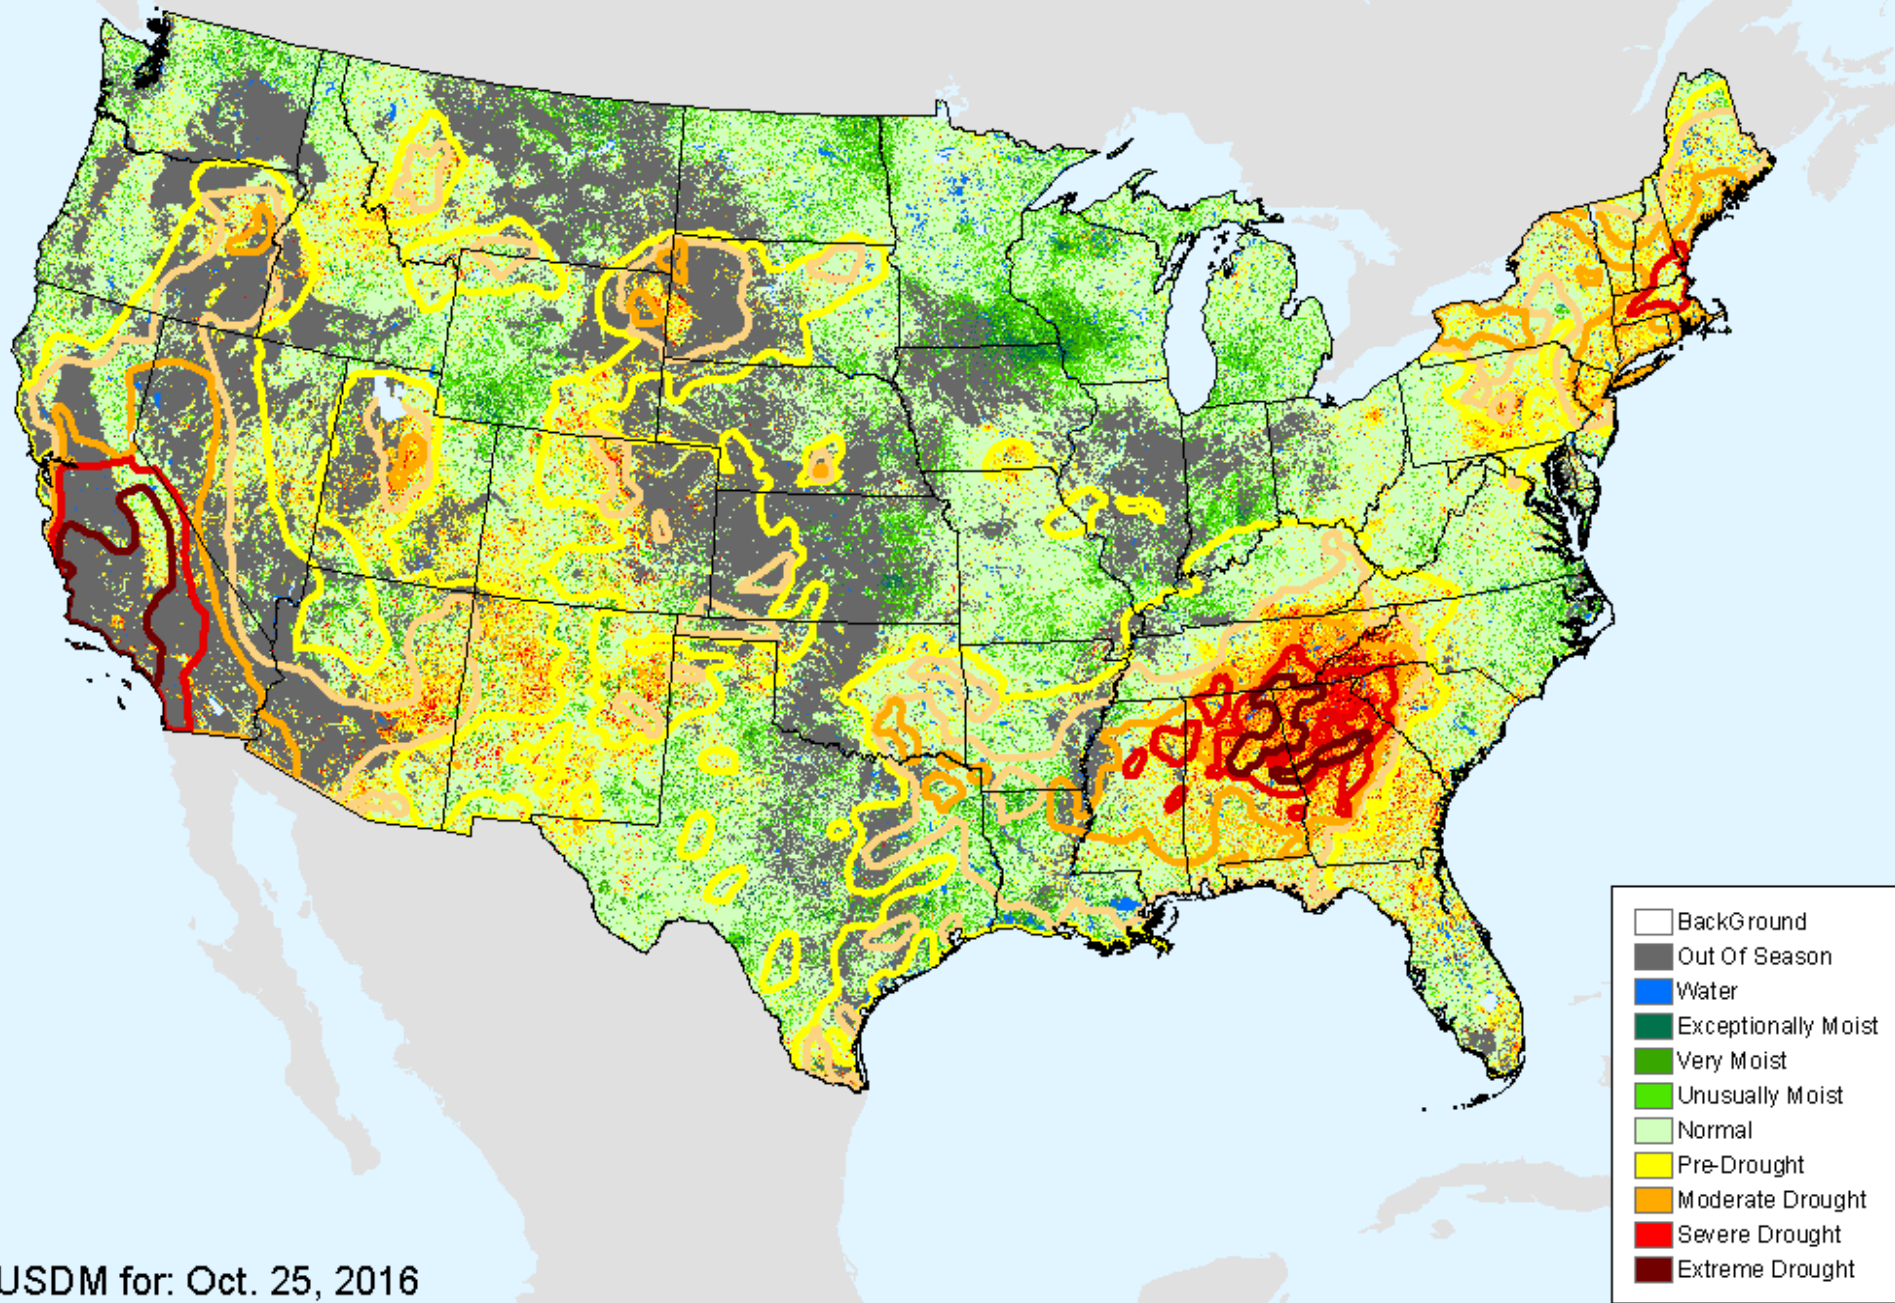 BackGround
Out Of Season
Water
Exceptionally Moist
Very Moist
Unusually Moist
Normal
Pre-Drought
Moderate Drought
Severe Drought
Extreme Drought
USDM for: Oct. 25, 2016